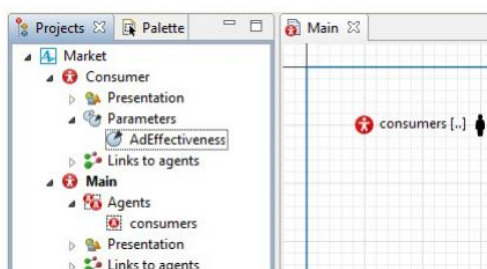 Projects
Palette
Main
Market
Consumer
Presentation
Parameters
AdEffectiveness
Links to agents
Main
Agents
consumers
Presentation
Links to agents
consumers [..]